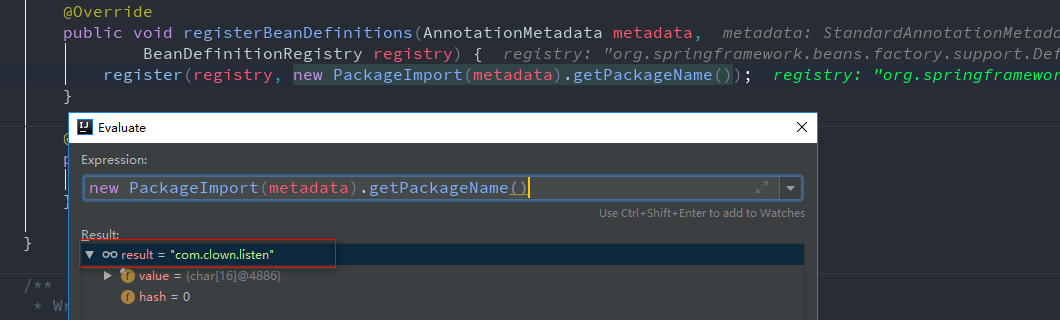 @Override
public void registerBeanDefinitions(AnnotationMetadata metadata, metadata: StandardAnnotationMetada
BeanDefinitionRegistry registry) { registry: "org.springframework.beans.factory.support.Def
register(registry, new PackageImport(metadata).getPackageName()); registry: "org.springframewor
}
@
p
}
}
/**
* Wr
Evaluate
Expression:
new PackageImport(metadata).getPackageName()
Use Ctrl+Shift+Enter to add to Watches
Result:
result = "com.clown.listen"
value = {char[16]@4886}
hash = 0